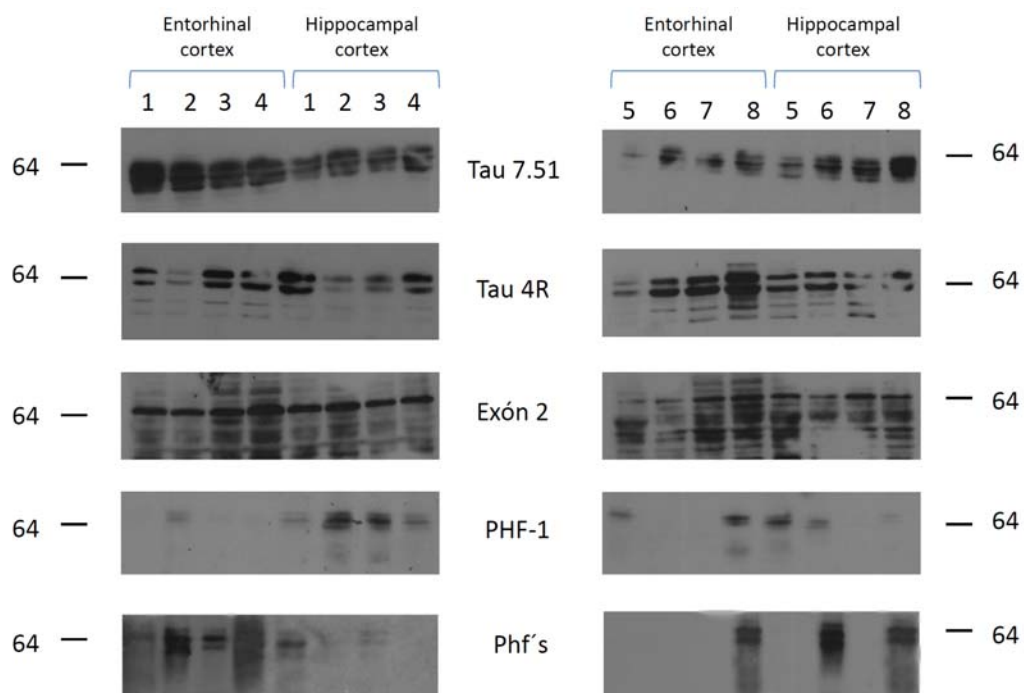 Entorhinal
cortex
Hippocampal
cortex
Entorhinal
cortex
Hippocampal
cortex
1 2 3 4 1 2 3 4
5 6 7 8 5 6 7 8
64 Tau 7.51 64
64 Tau 4R 64
64 Exón 2 64
64 PHF-1 64
64 Phf´s 64